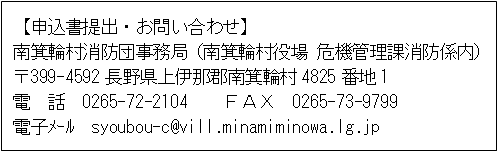 【申込書提出・お問い合わせ】
南箕輪村消防団事務局（南箕輪村役場 危機管理課消防係内）
〒399-4592 長野県上伊那郡南箕輪村 4825 番地 1
電　話　0265-72-2104　　ＦＡＸ　0265-73-9799
電子ﾒｰﾙ　syoubou-c@vill.minamiminowa.lg.jp